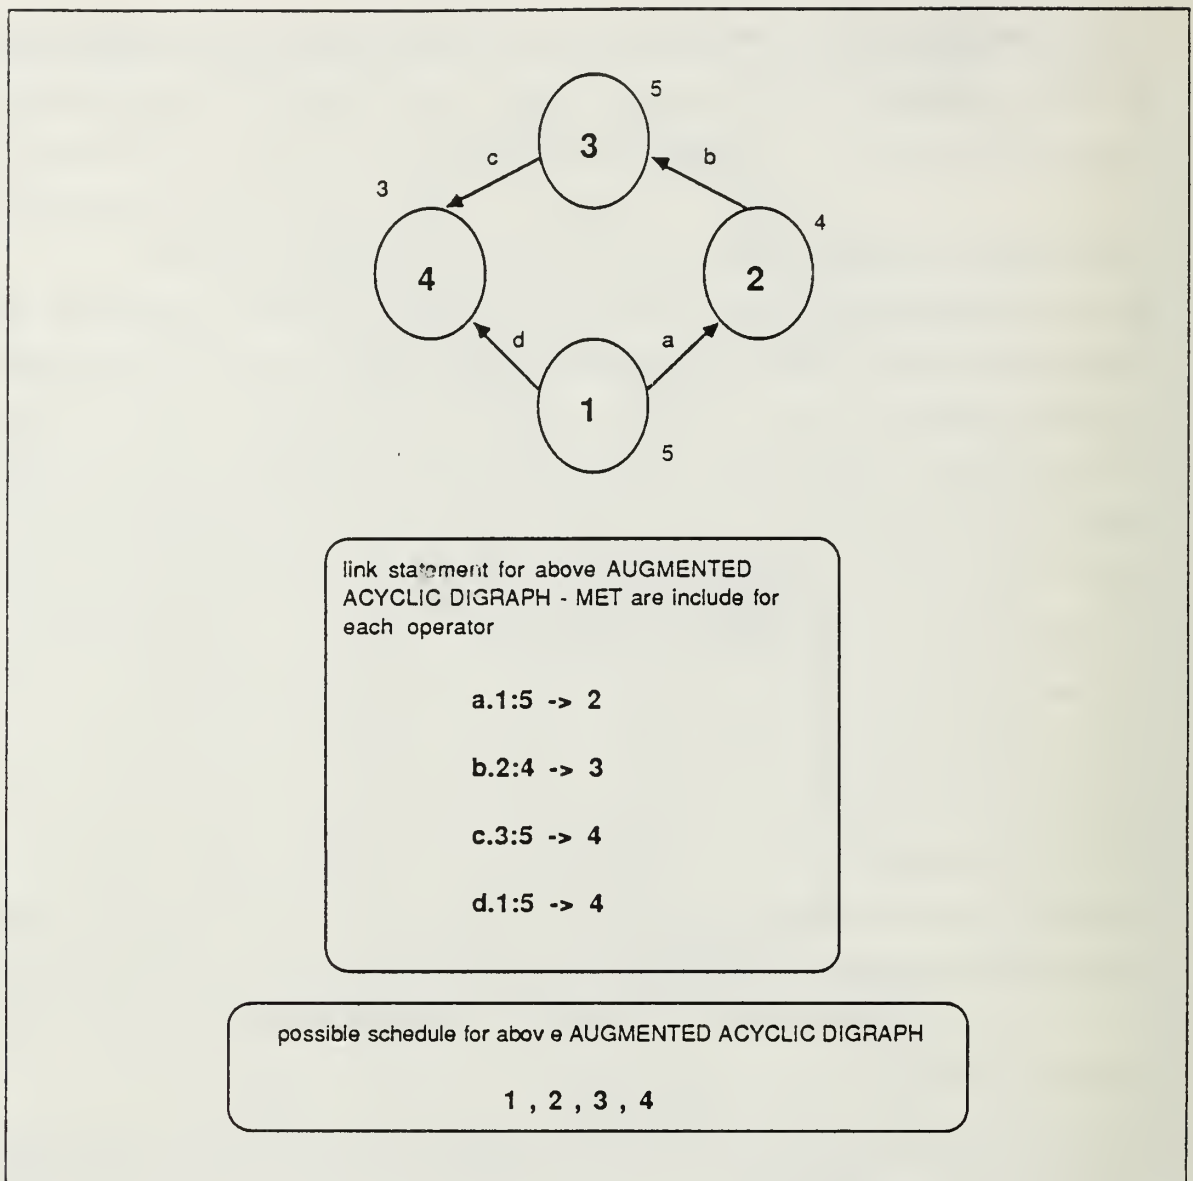 5
3
c
b
3
4
4
2
d
a
1
5
link statement for above AUGMENTED
ACYCLIC DIGRAPH - MET are include for
each operator
a.1:5 -> 2
b.2:4 -> 3
c.3:5 -> 4
d.1:5 -> 4
possible schedule for abov e AUGMENTED ACYCLIC DIGRAPH
1 , 2 , 3 , 4